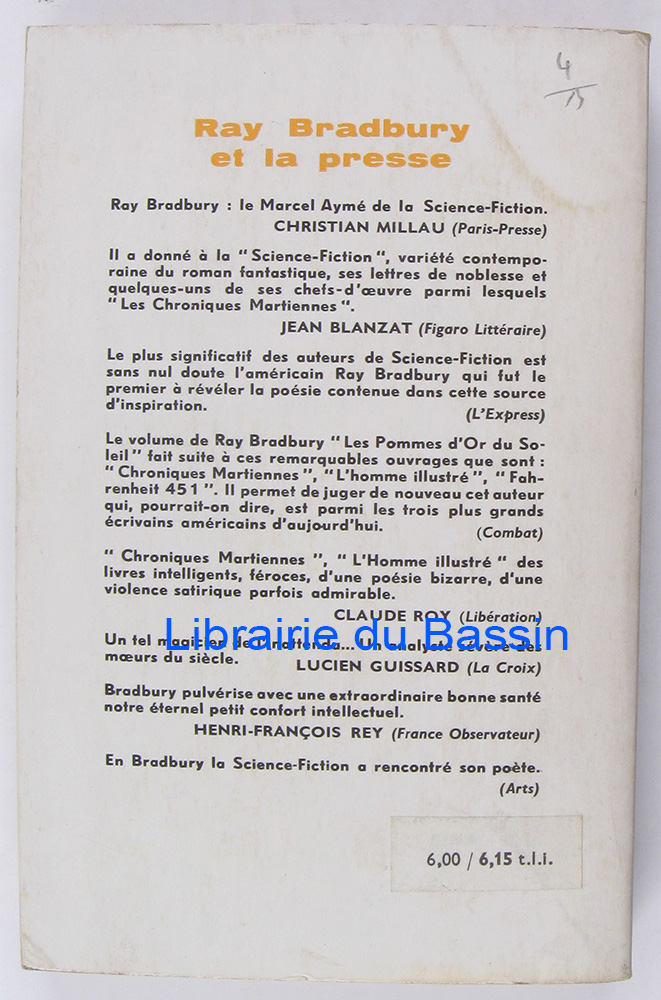 4
Ray Bradbury
et la presse
Ray Bradbury : le Marcel Aymé de la Science-Fiction.
CHRISTIAN MILLAU (Paris-Presse)
Il a donné à la " Science-Fiction ", variété contempo-
raine du roman fantastique, ses lettres de noblesse et
quelques-uns de ses chefs-d'œuvre parmi lesquels
" Les Chroniques Martiennes ".
JEAN BLANZAT (Figaro Littéraire)
Le plus significatif des auteurs de Science-Fiction est
sans nul doute l'américain Ray Bradbury qui fut le
premier à révéler la poésie contenue dans cette source
d'inspiration.
(L'Express)
Le volume de Ray Bradbury " Les Pommes d'Or du So-
leil " fait suite à ces remarquables ouvrages que sont :
" Chroniques Martiennes ", " L'homme illustré ", " Fah-
renheit 451 ". Il permet de juger de nouveau cet auteur
qui, pourrait-on dire, est parmi les trois plus grands
écrivains américains d'aujourd'hui.
(Combat)
" Chroniques Martiennes ", " L'Homme illustré " des
livres intelligents, féroces, d'une poésie bizarre, d'une
violence satirique parfois admirable.
CLAUDE ROY (Libération)
Librairie du Bassin
Un tel magicien de l'inattendu... Un analyste sévère des
mœurs du siècle.
LUCIEN GUISSARD (La Croix)
Bradbury pulvérise avec une extraordinaire bonne santé
notre éternel petit confort intellectuel.
HENRI-FRANÇOIS REY (France Observateur)
En Bradbury la Science-Fiction a rencontré son poète.
(Arts)
6,00 / 6,15 t.l.i.